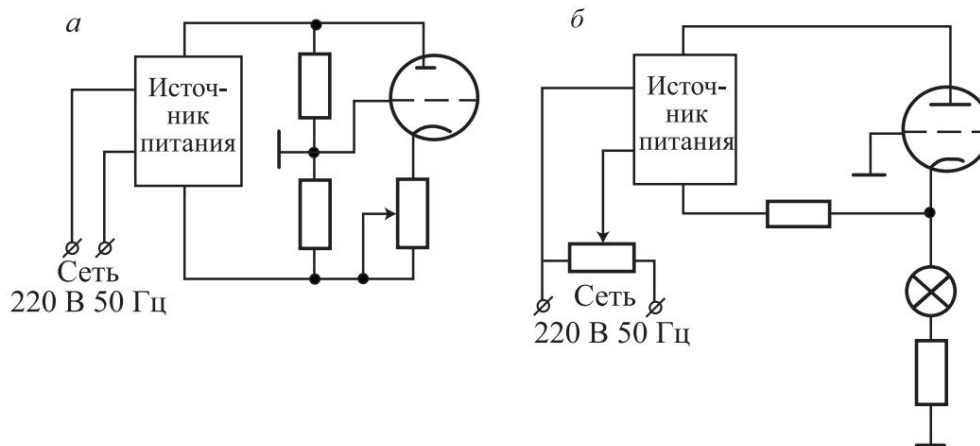 а
Источ-
ник
питания
Сеть
220 В 50 Гц
б
Источ-
ник
питания
Сеть
220 В 50 Гц